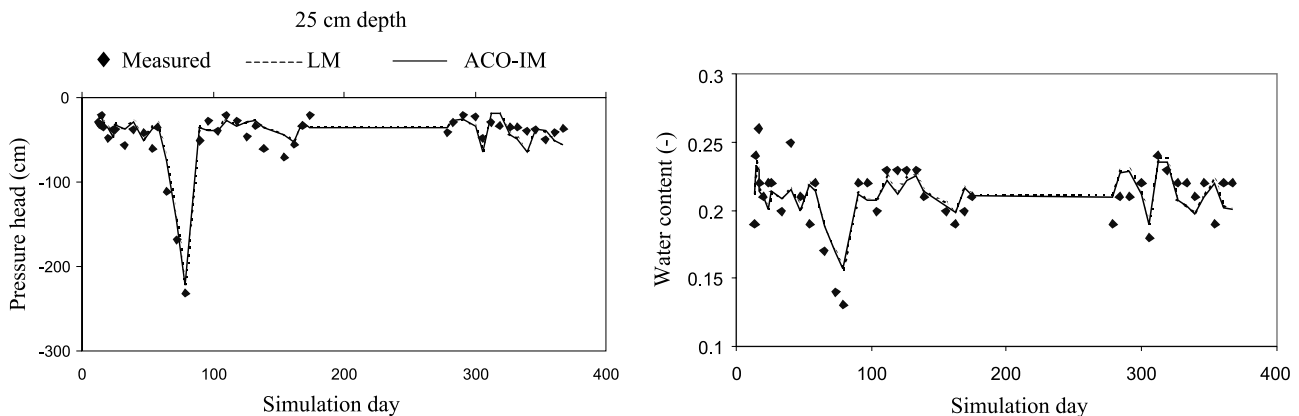 25 cm depth
Measured LM ACO-IM
0
-100
-200
-300
Pressure head (cm)
0 100 200 300 400
Simulation day
0.3
0.25
0.2
0.15
0.1
Water content (-)
0 100 200 300 400
Simulation day